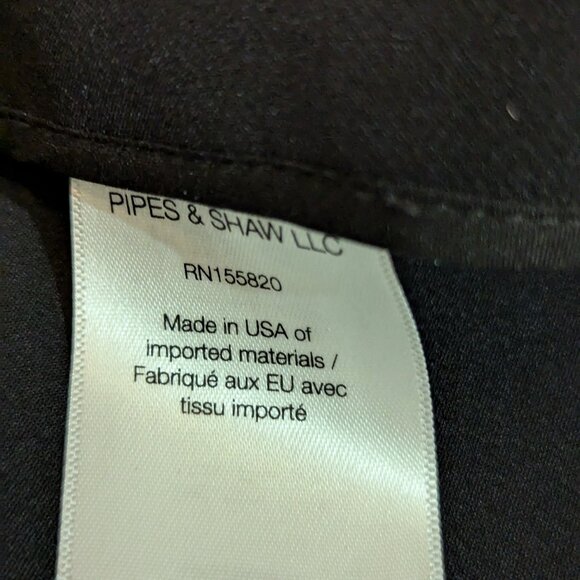 PIPES & SHAW LLC
RN155820
Made in USA of
imported materials /
Fabriqué aux EU avec
tissu importé